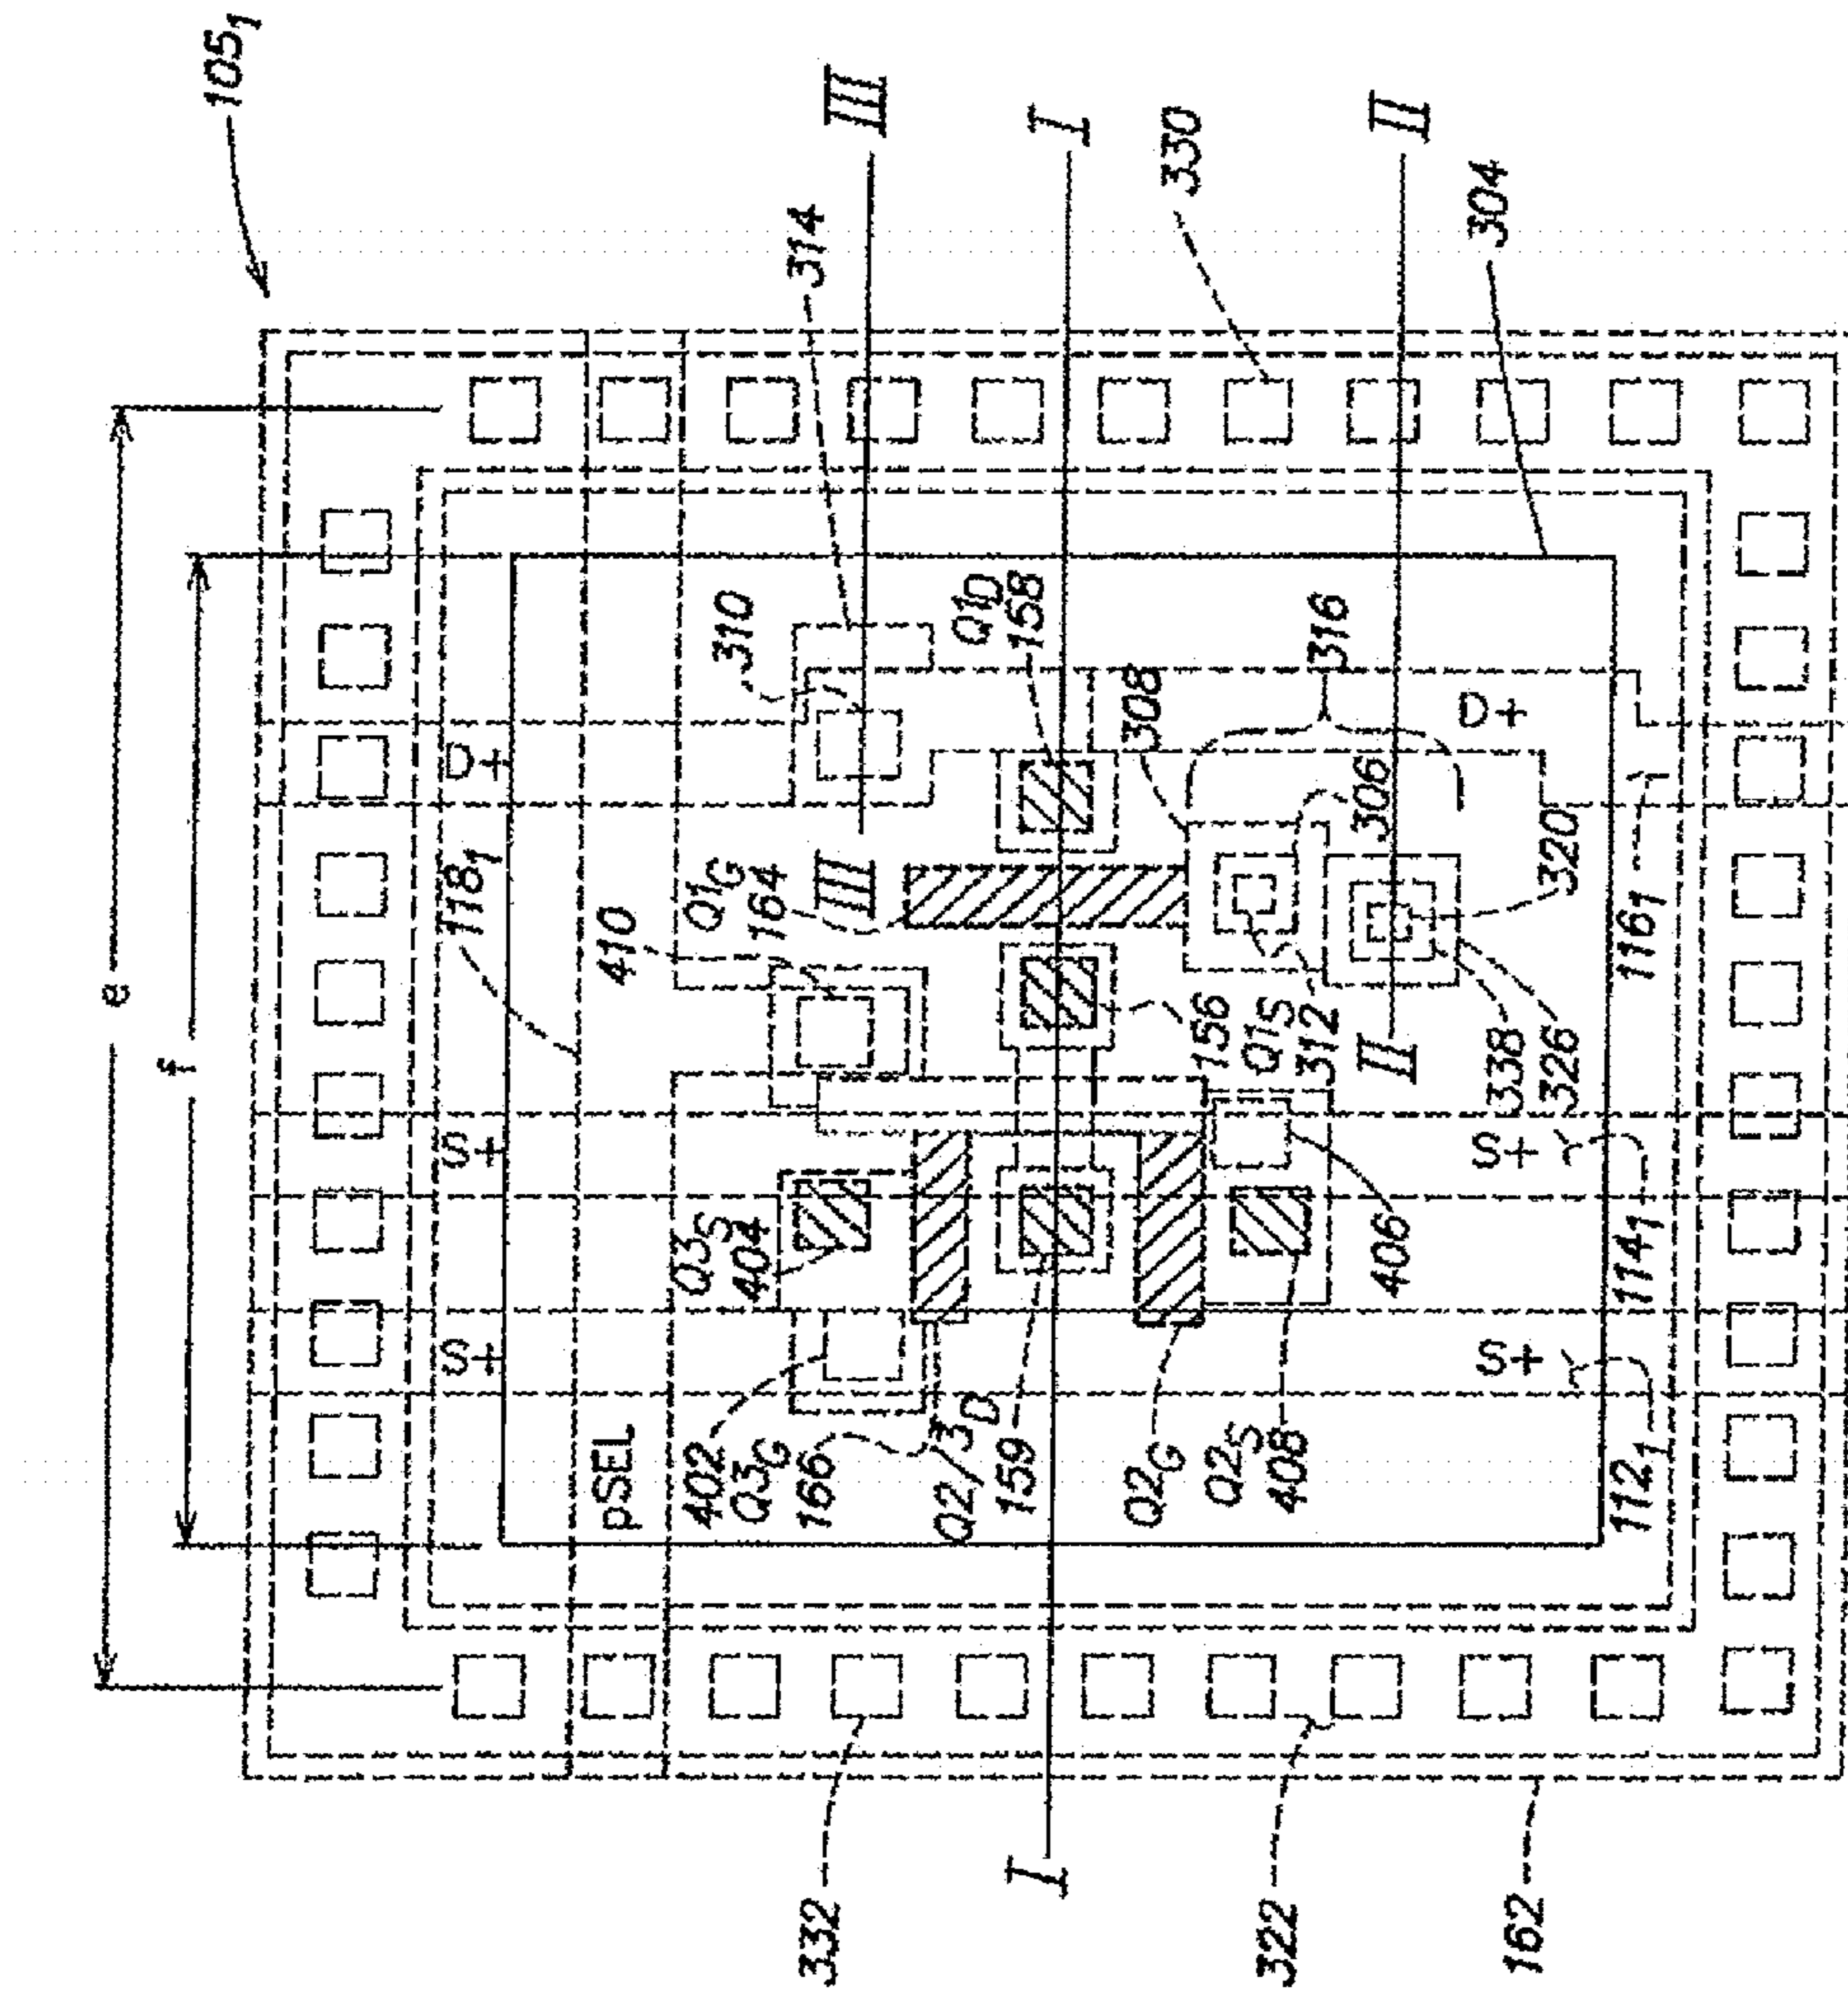 105₁
e
f
III
I
II
314
330
304
310
Q1D
158
308
316
D+
D+
306
320
118₁
410
Q1G
164
III
116₁
156
Q1S
312
II
338
326
S+
S+
Q3S
404
406
114₁
S+
S+
pSEL
402
Q3G
166
Q2/3D
159
Q2G
Q2S
408
112₁
332
I
322
162